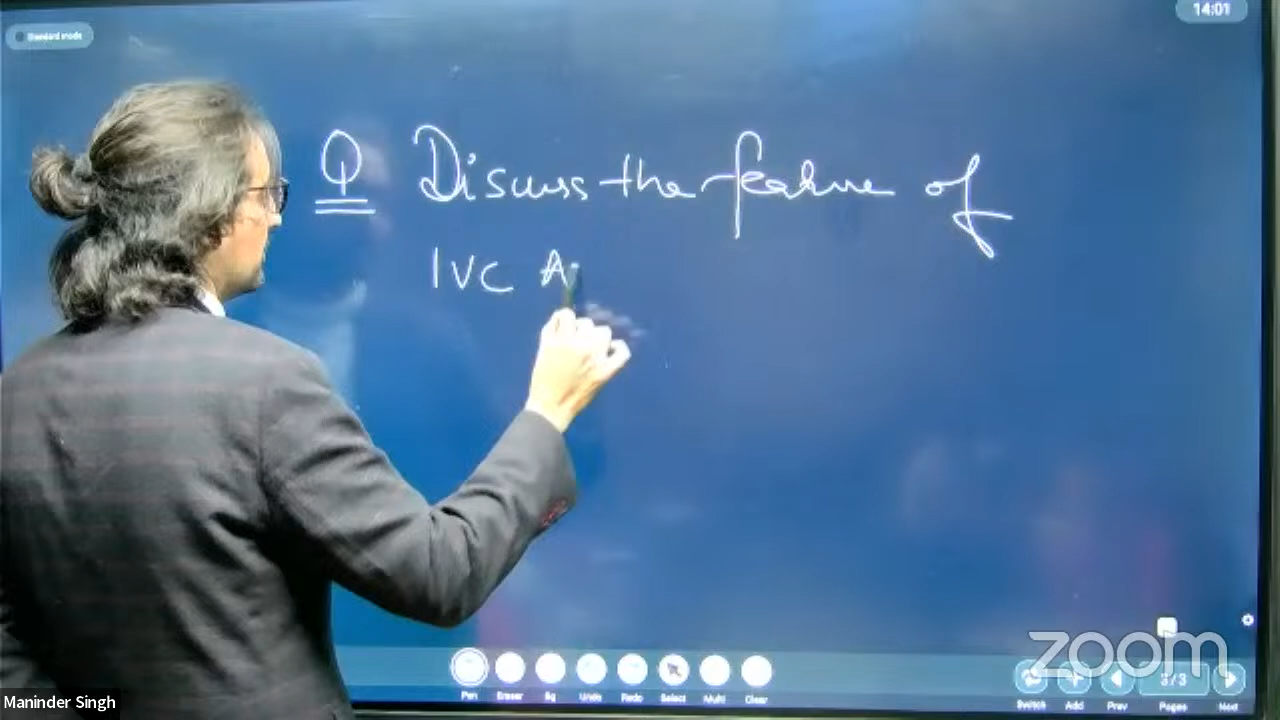 14:01
Standard mode
Q Discuss the feature of
IVC A
zoom
Pen Eraser Bg Undo Redo Select Multi Clear
Switch Add Prev 3/3 Pages Next
Maninder Singh